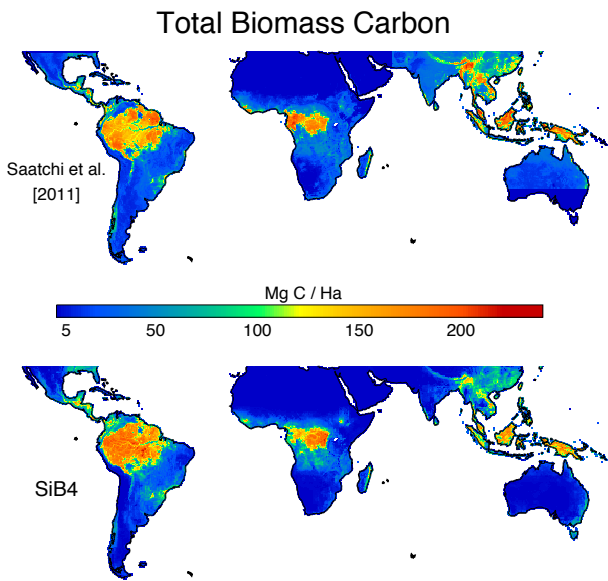 Total Biomass Carbon
Saatchi et al.
[2011]
Mg C / Ha
5 50 100 150 200
SiB4